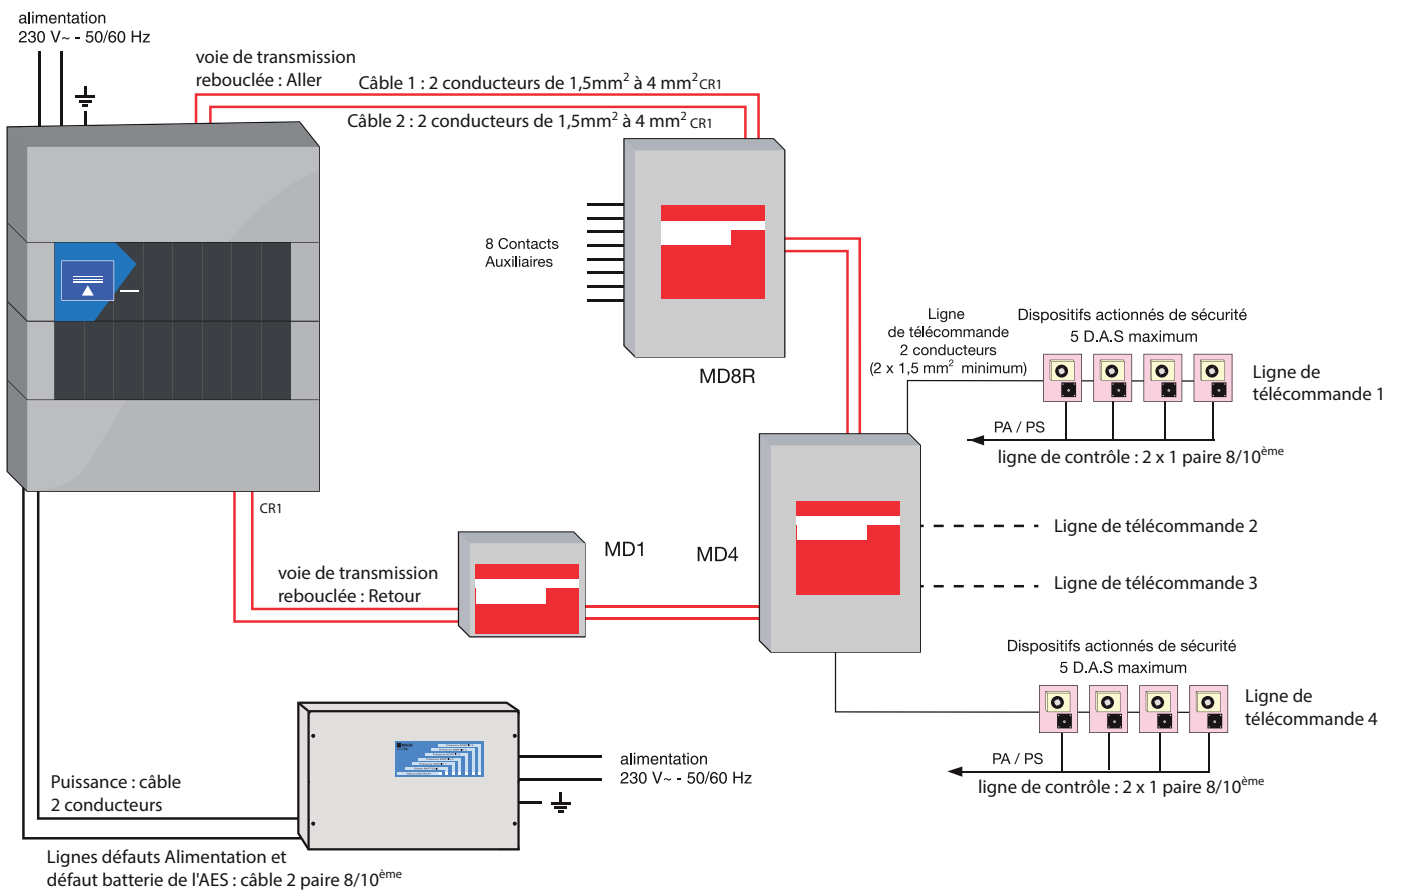 alimentation
230 V~ - 50/60 Hz
voie de transmission
rebouclée : Aller
Câble 1 : 2 conducteurs de 1,5mm² à 4 mm² CR1
Câble 2 : 2 conducteurs de 1,5mm² à 4 mm² CR1
8 Contacts
Auxiliaires
MD8R
Ligne
de télécommande
2 conducteurs
(2 x 1,5 mm² minimum)
Dispositifs actionnés de sécurité
5 D.A.S maximum
Ligne de
télécommande 1
PA / PS
ligne de contrôle : 2 x 1 paire 8/10ème
CR1
MD1
MD4
Ligne de télécommande 2
Ligne de télécommande 3
voie de transmission
rebouclée : Retour
Dispositifs actionnés de sécurité
5 D.A.S maximum
Ligne de
télécommande 4
PA / PS
ligne de contrôle : 2 x 1 paire 8/10ème
alimentation
230 V~ - 50/60 Hz
Puissance : câble
2 conducteurs
Lignes défauts Alimentation et
défaut batterie de l'AES : câble 2 paire 8/10ème